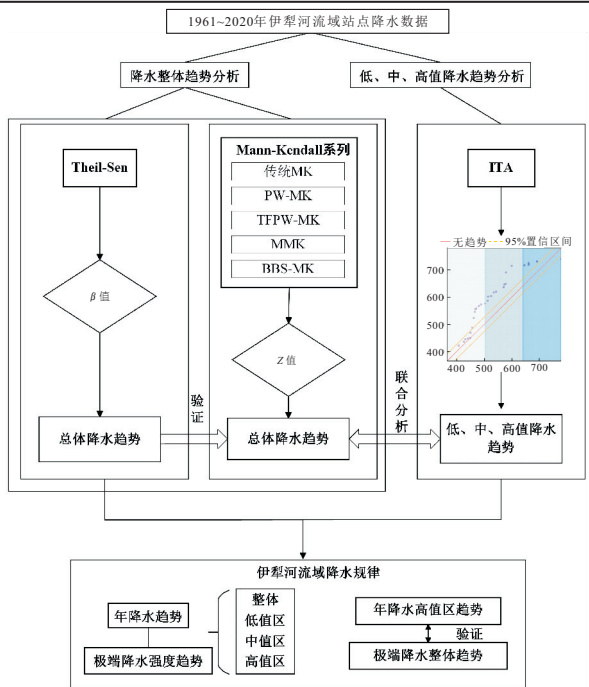 1961~2020年伊犁河流域站点降水数据
降水整体趋势分析
低、中、高值降水趋势分析
Theil-Sen
β值
总体降水趋势
验证
Mann-Kendall系列
传统MK
PW-MK
TFPW-MK
MMK
BBS-MK
Z值
总体降水趋势
联合分析
ITA
无趋势
95%置信区间
700
600
500
400
400 500 600 700
低、中、高值降水
趋势
伊犁河流域降水规律
年降水趋势
极端降水强度趋势
整体
低值区
中值区
高值区
年降水高值区趋势
验证
极端降水整体趋势